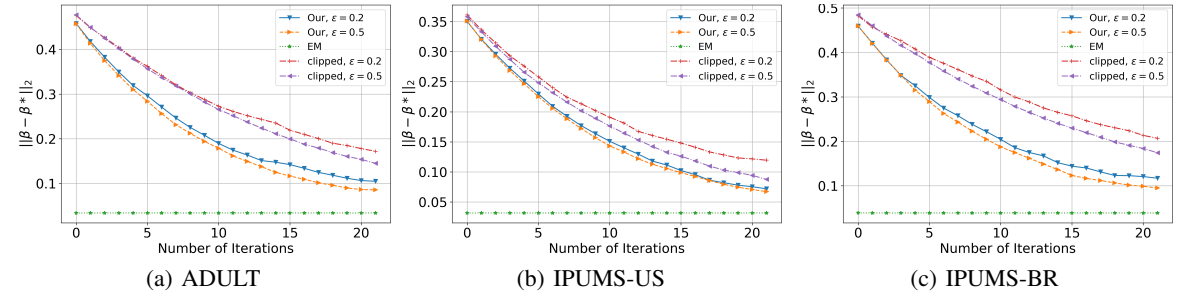 Our, ε = 0.2
Our, ε = 0.5
EM
clipped, ε = 0.2
clipped, ε = 0.5
0.4
0.3
0.2
0.1
||β − β*||₂
0
5
10
15
20
Number of Iterations
(a) ADULT
Our, ε = 0.2
Our, ε = 0.5
EM
clipped, ε = 0.2
clipped, ε = 0.5
0.35
0.30
0.25
0.20
0.15
0.10
0.05
||β − β*||₂
0
5
10
15
20
Number of Iterations
(b) IPUMS-US
Our, ε = 0.2
Our, ε = 0.5
EM
clipped, ε = 0.2
clipped, ε = 0.5
0.5
0.4
0.3
0.2
0.1
||β − β*||₂
0
5
10
15
20
Number of Iterations
(c) IPUMS-BR